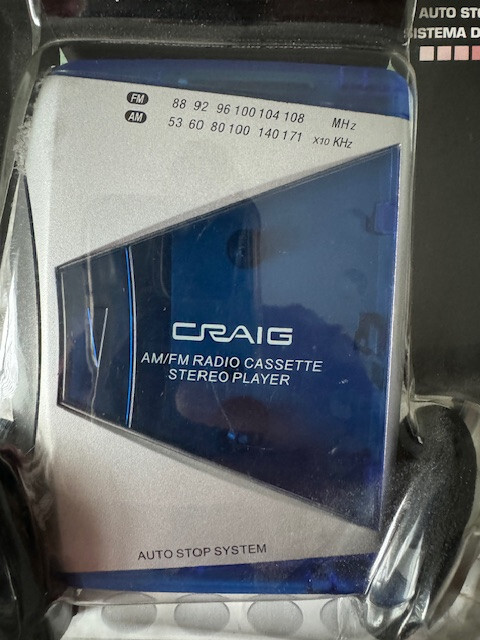 AUTO STO
SISTEMA D
FM 88 92 96 100 104 108 MHz
AM 53 60 80 100 140 171 X10 KHz
CRAIG
AM/FM RADIO CASSETTE
STEREO PLAYER
AUTO STOP SYSTEM